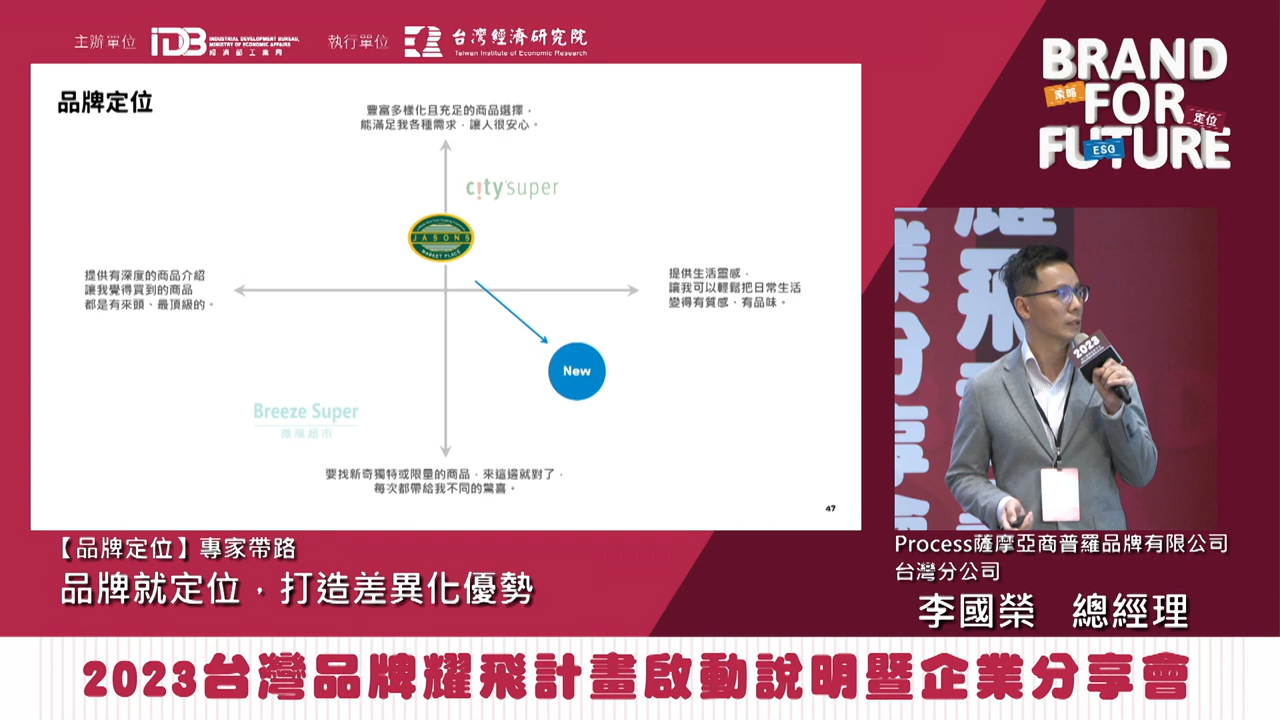 主辦單位
IDB
INDUSTRIAL DEVELOPMENT BUREAU,
MINISTRY OF ECONOMIC AFFAIRS
經濟部工業局
執行單位
台灣經濟研究院
Taiwan Institute of Economic Research
BRAND
策略
FOR
定位
FUTURE
ESG
品牌定位
豐富多樣化且充足的商品選擇，
能滿足我各種需求，讓人很安心。
c!ty'super
JASONS
MARKET PLACE
提供有深度的商品介紹
讓我覺得買到的商品
都是有來頭、最頂級的。
提供生活靈感，
讓我可以輕鬆把日常生活
變得有質感、有品味。
New
Breeze Super
微風超市
要找新奇獨特或限量的商品，來這邊就對了，
每次都帶給我不同的驚喜。
47
2023
【品牌定位】專家帶路
品牌就定位，打造差異化優勢
Process薩摩亞商普羅品牌有限公司
台灣分公司
李國榮 總經理
2023台灣品牌耀飛計畫啟動說明暨企業分享會